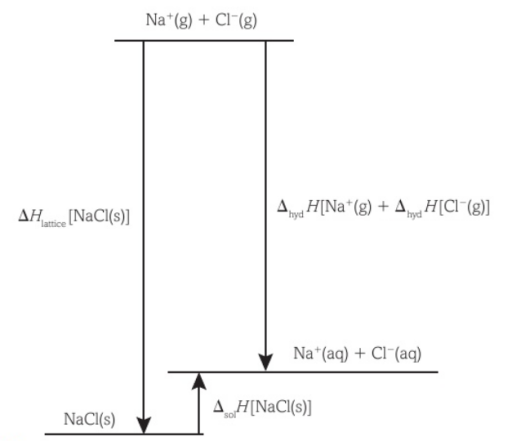 Na⁺(g) + Cl⁻(g)
ΔH_lattice [NaCl(s)]
Δ_hyd H[Na⁺(g) + Δ_hyd H[Cl⁻(g)]
Na⁺(aq) + Cl⁻(aq)
Δ_sol H[NaCl(s)]
NaCl(s)